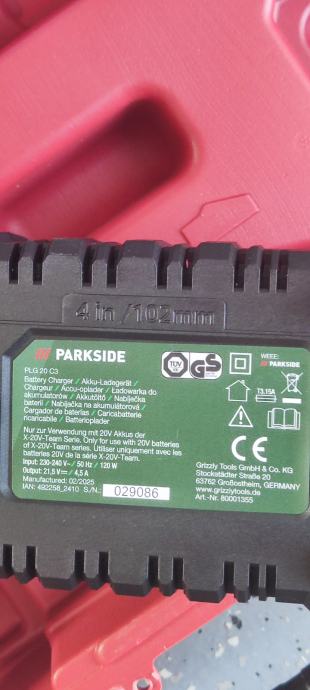 4 in /102mm
/// PARKSIDE
PLG 20 C3
Battery Charger / Akku-Ladegerät /
Chargeur / Accu-oplader / Ładowarka do
akumulatorów / Akkutöltő / Nabíječka
baterií / Nabíjačka na akumulátorová /
Cargador de baterías / Caricabatterie
ricaricabile / Batterioplader
Nur zur Verwendung mit 20V Akkus der
X-20V-Team Serie. Only for use with 20V batteries
of X-20V-Team series. Utiliser uniquement avec les
batteries 20V de la série X-20V-Team.
Input: 230-240 V~ / 50 Hz / 120 W
Output: 21,5 V / 4,5 A
Manufactured: 02/2025
IAN: 492258_2410 S/N.: 029086
TÜV
GS
WEEE:
/// PARKSIDE
T3.15A
CE
Grizzly Tools GmbH & Co. KG
Stockstädter Straße 20
63762 Großostheim, GERMANY
www.grizzlytools.de
Art.-Nr. 80001355